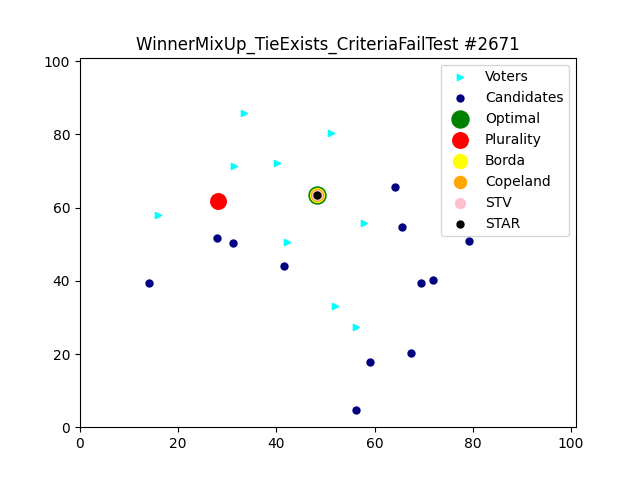 WinnerMixUp_TieExists_CriteriaFailTest #2671
100
80
60
40
20
0
0 20 40 60 80 100
Voters
Candidates
Optimal
Plurality
Borda
Copeland
STV
STAR